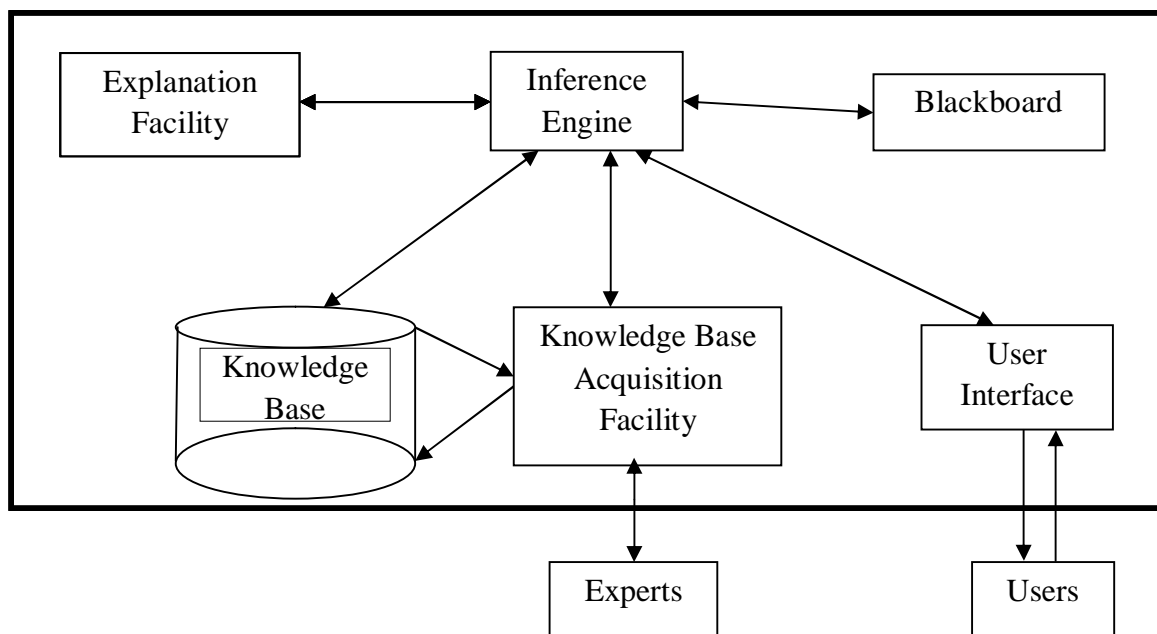 Explanation
Facility
Inference
Engine
Blackboard
Knowledge
Base
Knowledge Base
Acquisition
Facility
User
Interface
Experts
Users